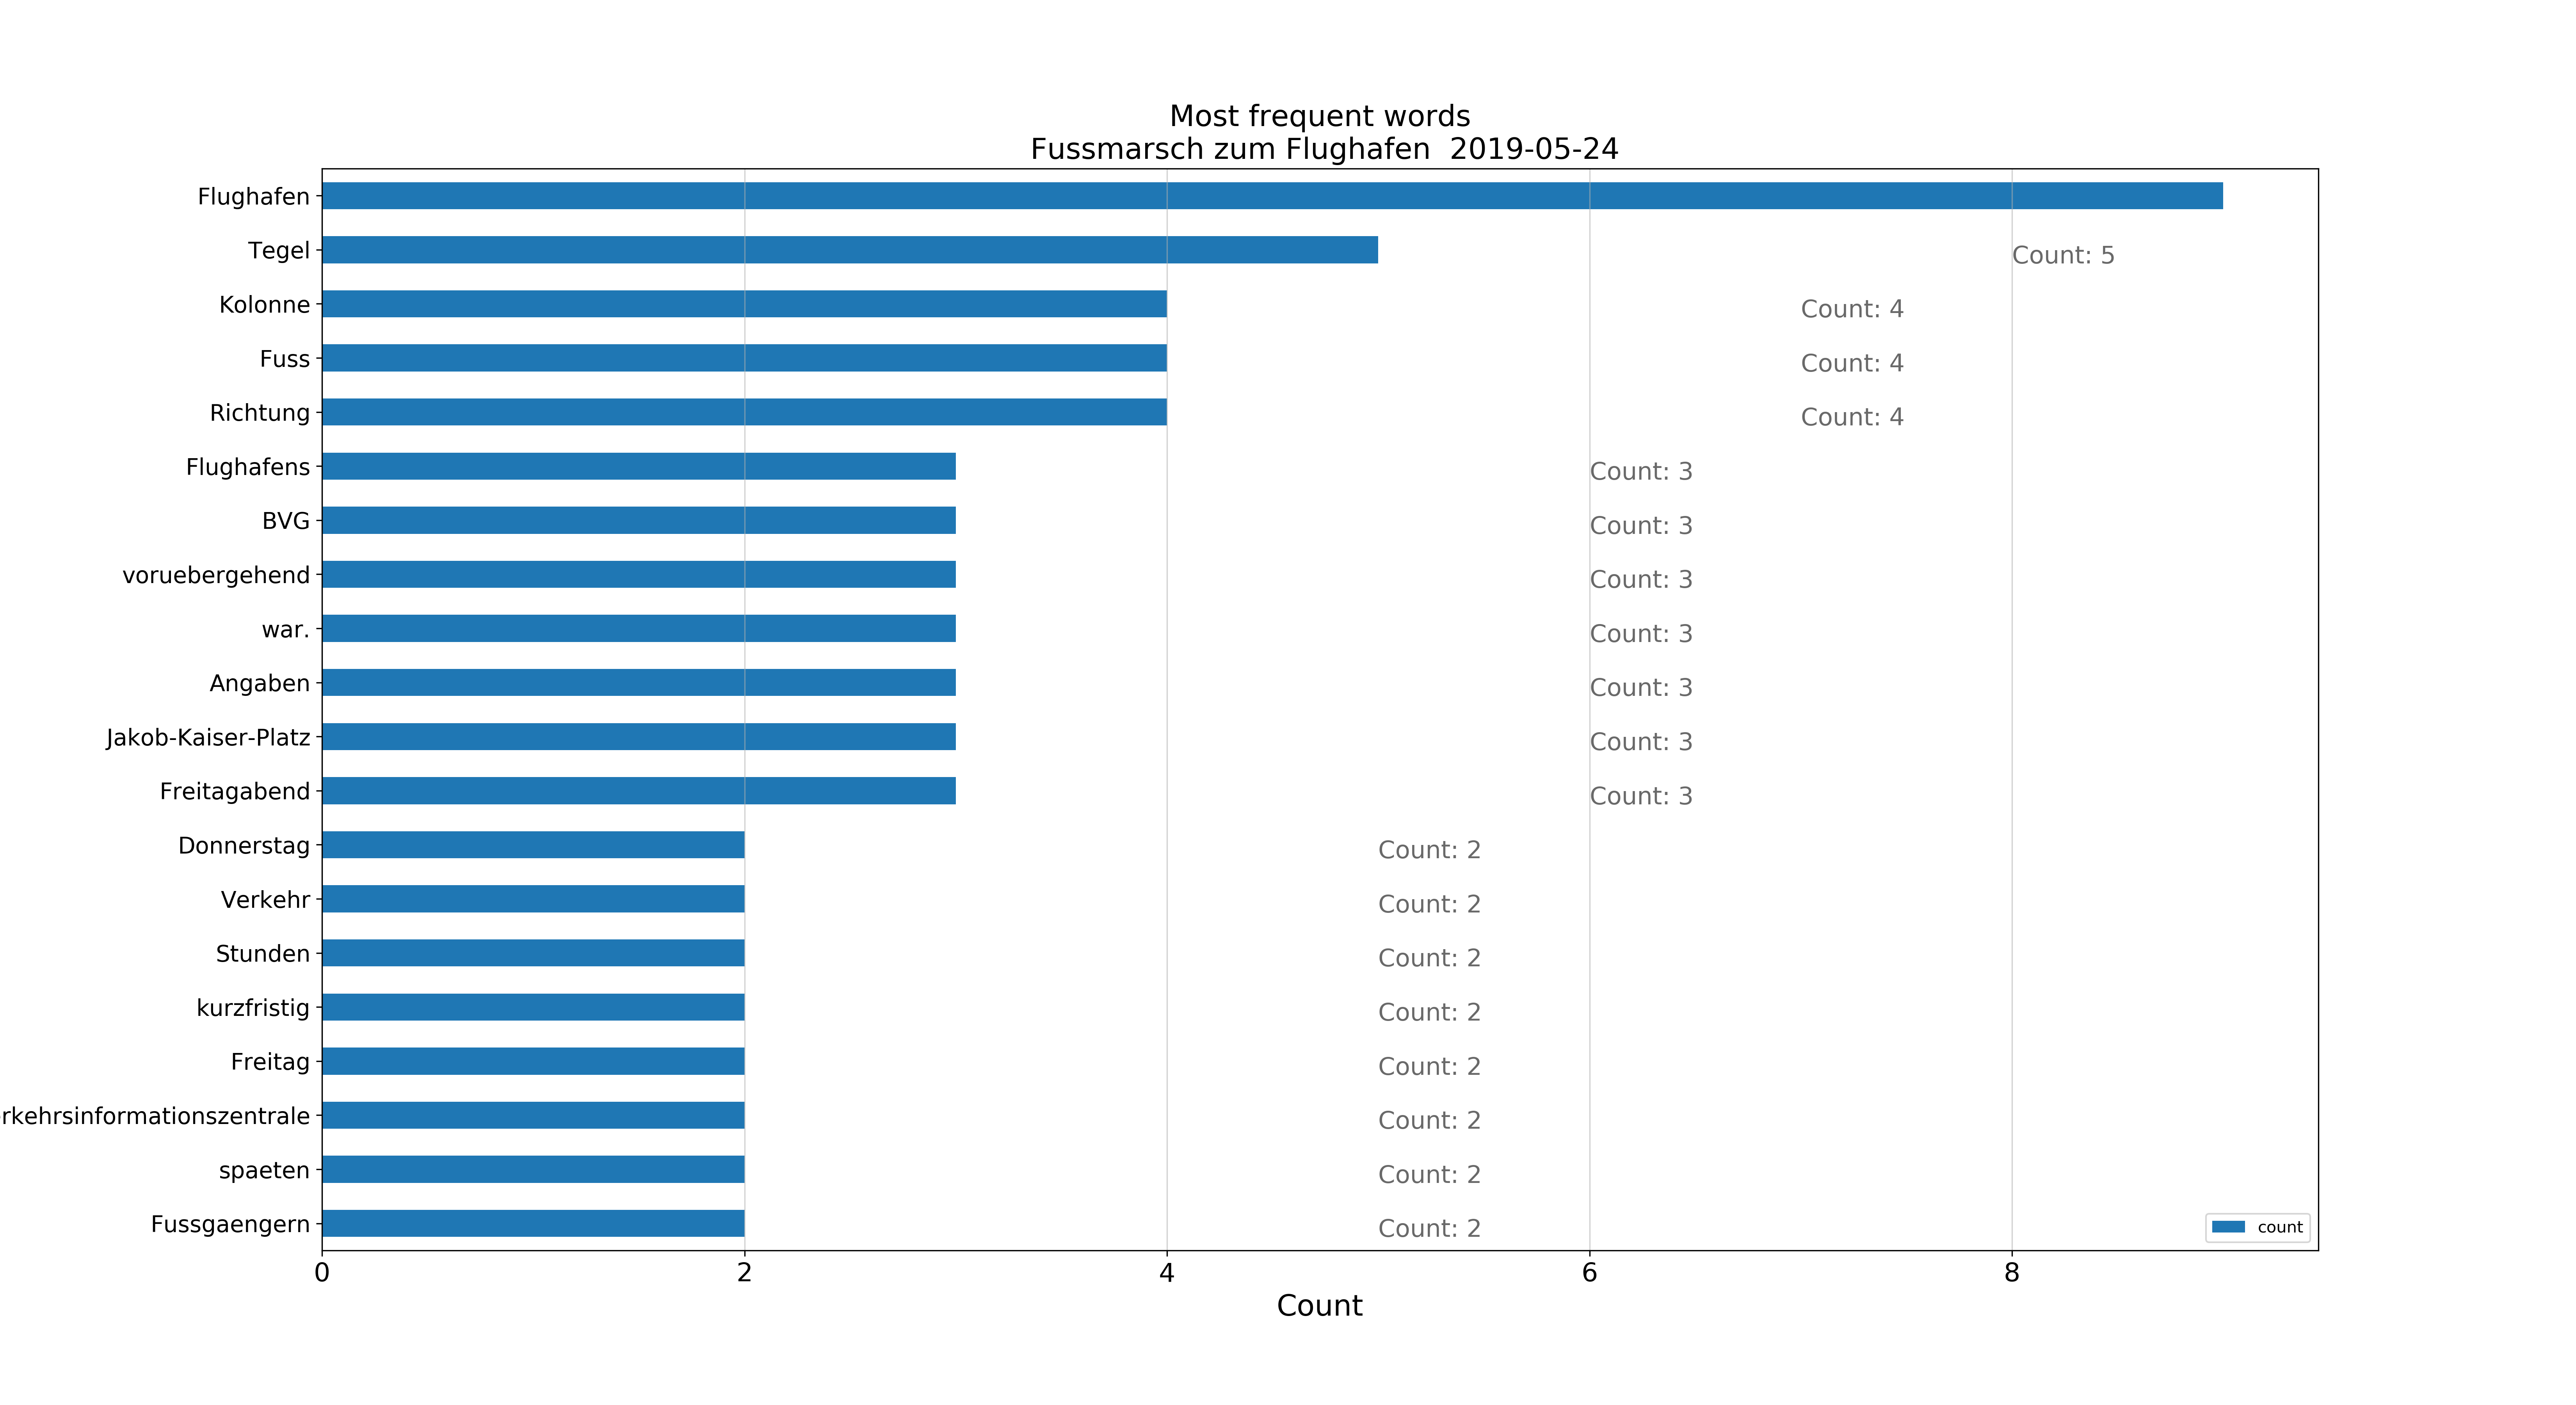 Most frequent words
Fussmarsch zum Flughafen  2019-05-24
Flughafen
Tegel Count: 5
Kolonne Count: 4
Fuss Count: 4
Richtung Count: 4
Flughafens Count: 3
BVG Count: 3
voruebergehend Count: 3
war. Count: 3
Angaben Count: 3
Jakob-Kaiser-Platz Count: 3
Freitagabend Count: 3
Donnerstag Count: 2
Verkehr Count: 2
Stunden Count: 2
kurzfristig Count: 2
Freitag Count: 2
rkehrsinformationszentrale Count: 2
spaeten Count: 2
Fussgaengern Count: 2
count
0 2 4 6 8
Count